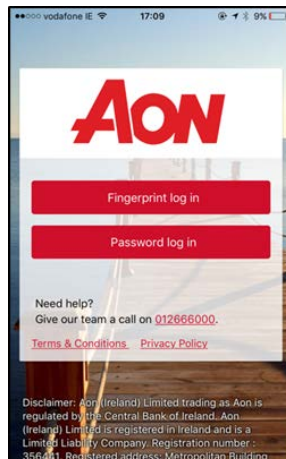 vodafone IE 17:09 9%
AON
Fingerprint log in
Password log in
Need help?
Give our team a call on 012666000.
Terms & Conditions Privacy Policy
Disclaimer: Aon (Ireland) Limited trading as Aon is
regulated by the Central Bank of Ireland. Aon
(Ireland) Limited is registered in Ireland and is a
Limited Liability Company. Registration number :
356441. Registered address: Metropolitan Building